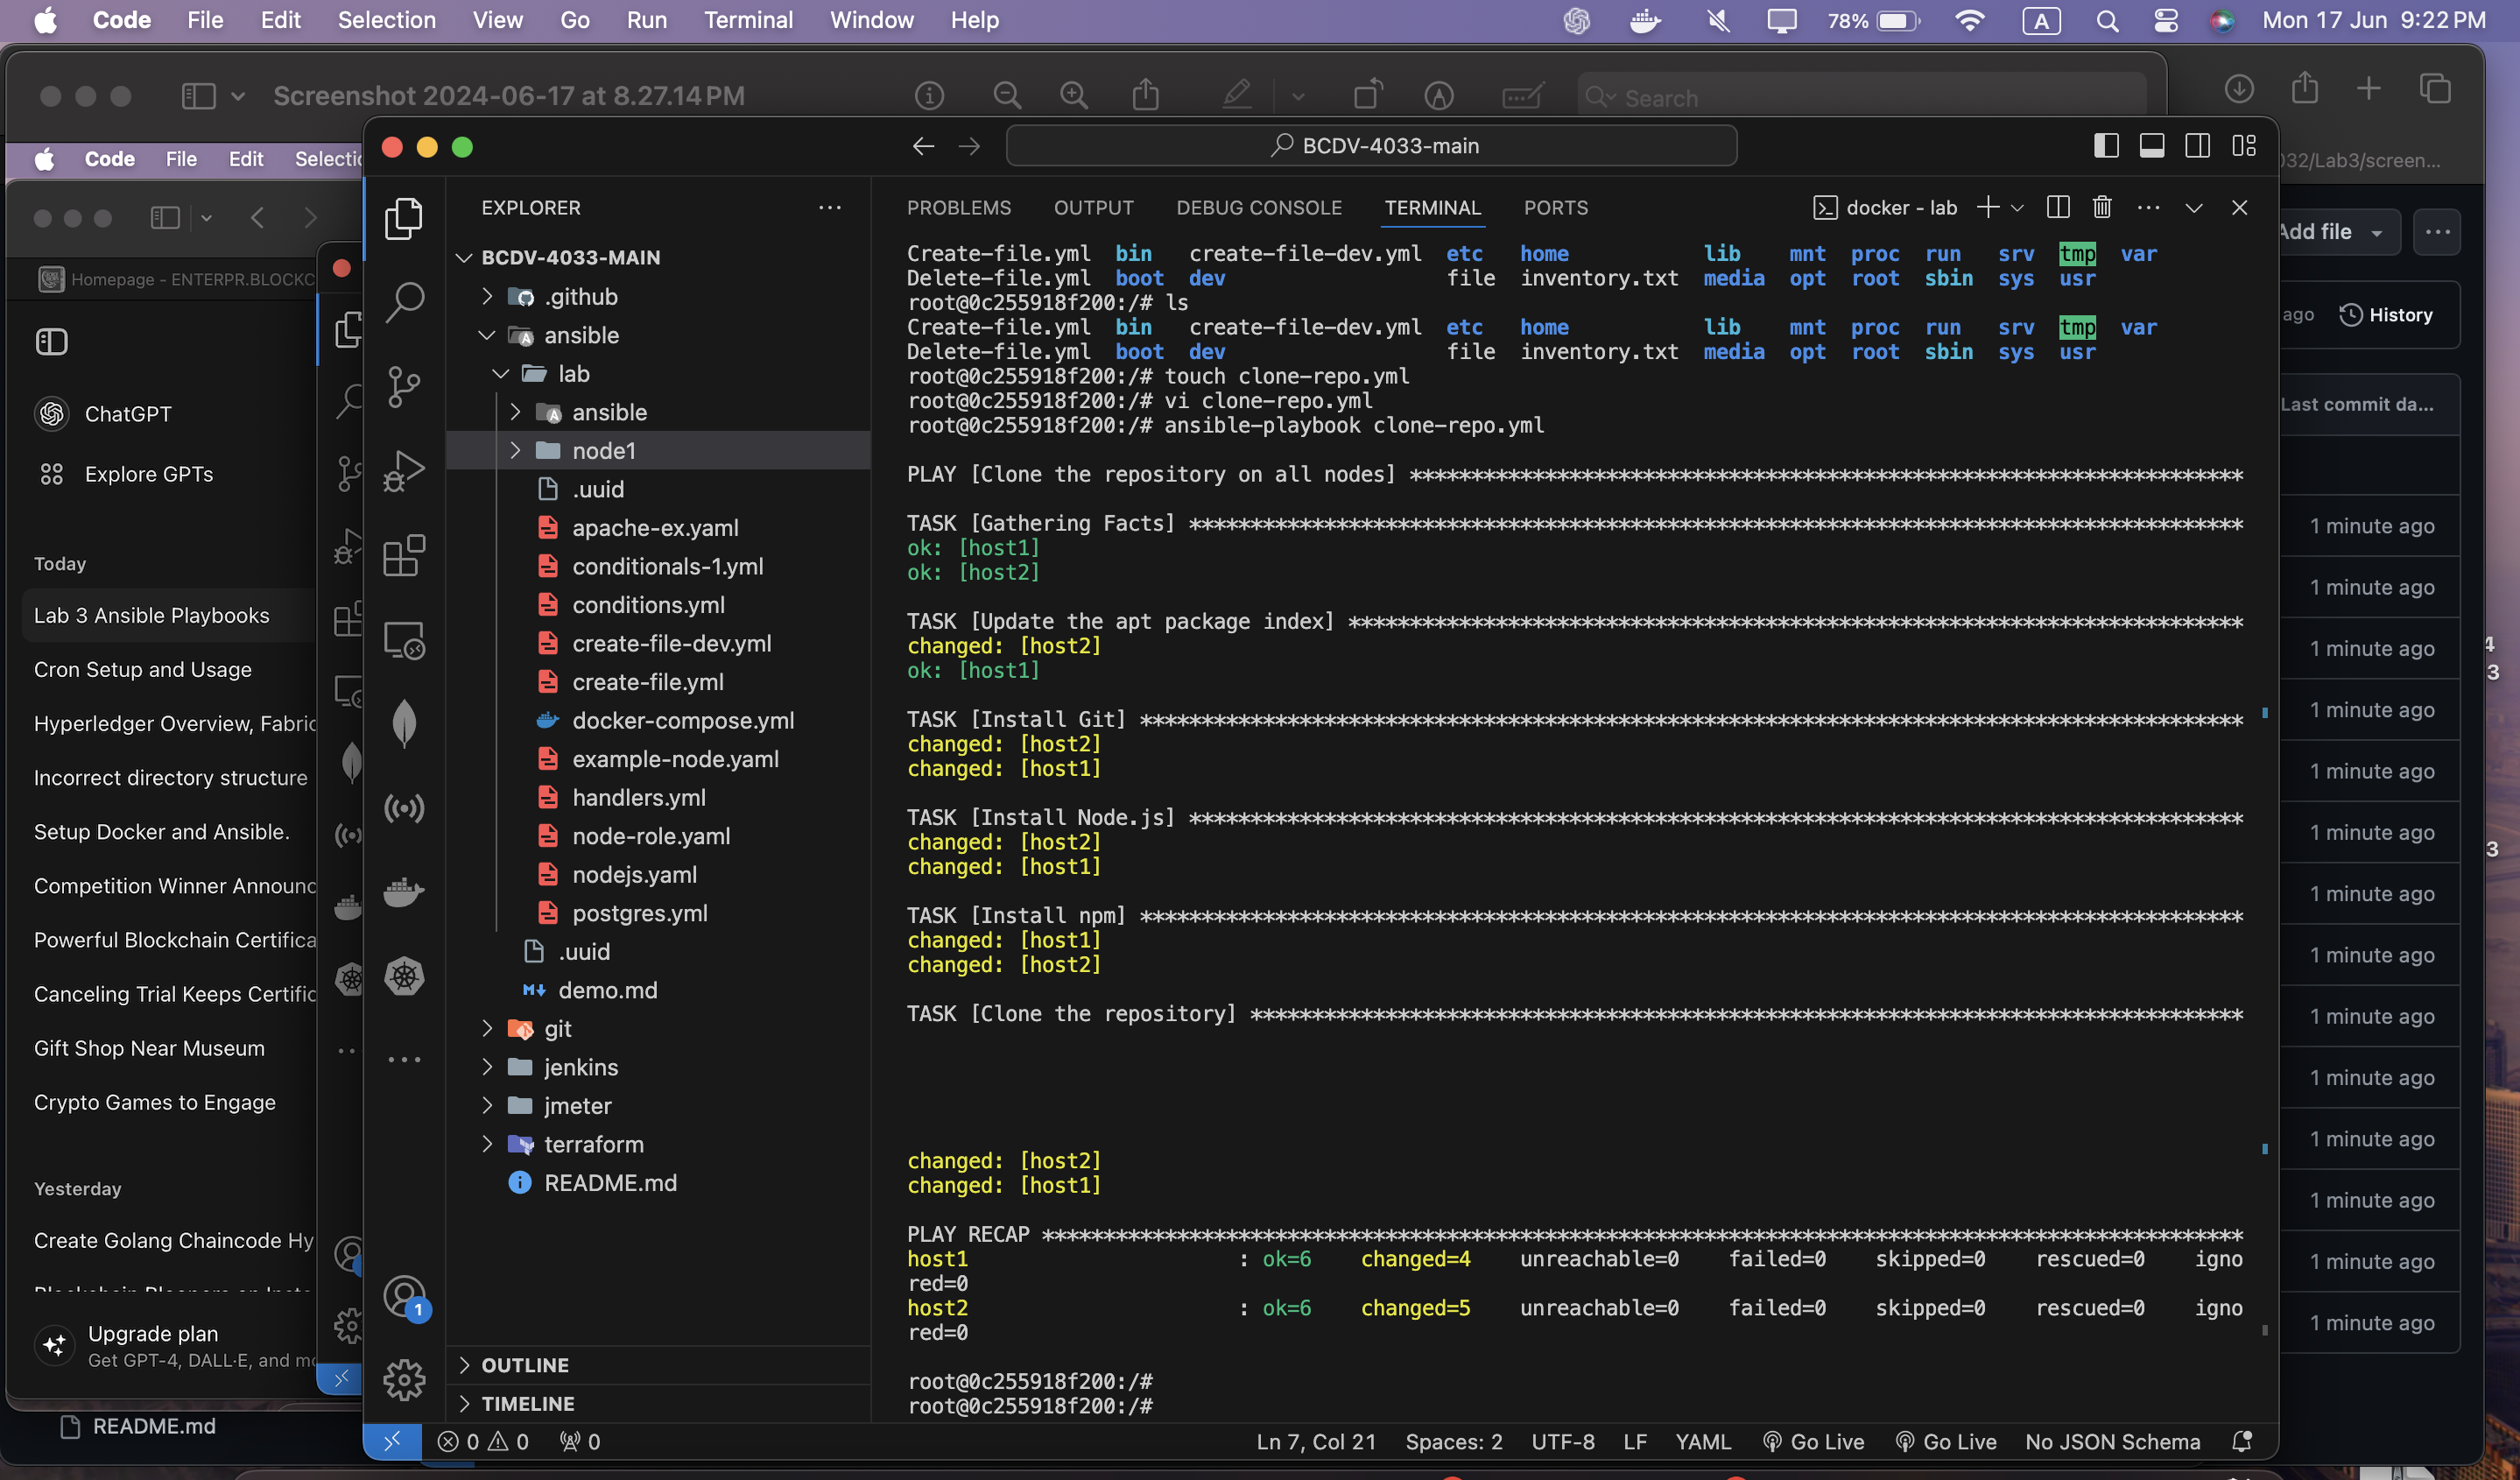 Code File Edit Selection View Go Run Terminal Window Help
78% A Mon 17 Jun 9:22 PM
Screenshot 2024-06-17 at 8.27.14 PM
Search
Code File Edit
BCDV-4033-main
032/Lab3/screen...
Homepage - ENTERPR.BLOCKC
ChatGPT
Explore GPTs
Today
Lab 3 Ansible Playbooks
Cron Setup and Usage
Hyperledger Overview, Fabric
Incorrect directory structure
Setup Docker and Ansible.
Competition Winner Announc
Powerful Blockchain Certifica
Canceling Trial Keeps Certific
Gift Shop Near Museum
Crypto Games to Engage
Yesterday
Create Golang Chaincode Hy
Upgrade plan
Get GPT-4, DALL·E, and mo
README.md
EXPLORER
BCDV-4033-MAIN
.github
ansible
lab
ansible
node1
.uuid
apache-ex.yaml
conditionals-1.yml
conditions.yml
create-file-dev.yml
create-file.yml
docker-compose.yml
example-node.yaml
handlers.yml
node-role.yaml
nodejs.yaml
postgres.yml
.uuid
demo.md
git
jenkins
jmeter
terraform
README.md
OUTLINE
TIMELINE
1
PROBLEMS OUTPUT DEBUG CONSOLE TERMINAL PORTS docker - lab
Create-file.yml bin create-file-dev.yml etc home lib mnt proc run srv tmp var
Delete-file.yml boot dev file inventory.txt media opt root sbin sys usr
root@0c255918f200:/# ls
Create-file.yml bin create-file-dev.yml etc home lib mnt proc run srv tmp var
Delete-file.yml boot dev file inventory.txt media opt root sbin sys usr
root@0c255918f200:/# touch clone-repo.yml
root@0c255918f200:/# vi clone-repo.yml
root@0c255918f200:/# ansible-playbook clone-repo.yml
PLAY [Clone the repository on all nodes] ********************************************************************
TASK [Gathering Facts] **************************************************************************************
ok: [host1]
ok: [host2]
TASK [Update the apt package index] *************************************************************************
changed: [host2]
ok: [host1]
TASK [Install Git] ******************************************************************************************
changed: [host2]
changed: [host1]
TASK [Install Node.js] **************************************************************************************
changed: [host2]
changed: [host1]
TASK [Install npm] ******************************************************************************************
changed: [host1]
changed: [host2]
TASK [Clone the repository] *********************************************************************************
changed: [host2]
changed: [host1]
PLAY RECAP **************************************************************************************************
host1 : ok=6 changed=4 unreachable=0 failed=0 skipped=0 rescued=0 igno
red=0
host2 : ok=6 changed=5 unreachable=0 failed=0 skipped=0 rescued=0 igno
red=0
root@0c255918f200:/#
root@0c255918f200:/#
0 0 0 Ln 7, Col 21 Spaces: 2 UTF-8 LF YAML Go Live Go Live No JSON Schema
Add file
ago History
Last commit da...
1 minute ago
1 minute ago
1 minute ago
1 minute ago
1 minute ago
1 minute ago
1 minute ago
1 minute ago
1 minute ago
1 minute ago
1 minute ago
1 minute ago
1 minute ago
1 minute ago
4
3
3